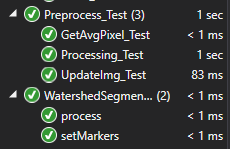 Preprocess_Test (3) 1 sec
GetAvgPixel_Test < 1 ms
Processing_Test 1 sec
UpdateImg_Test 83 ms
WatershedSegmen... (2) < 1 ms
process < 1 ms
setMarkers < 1 ms